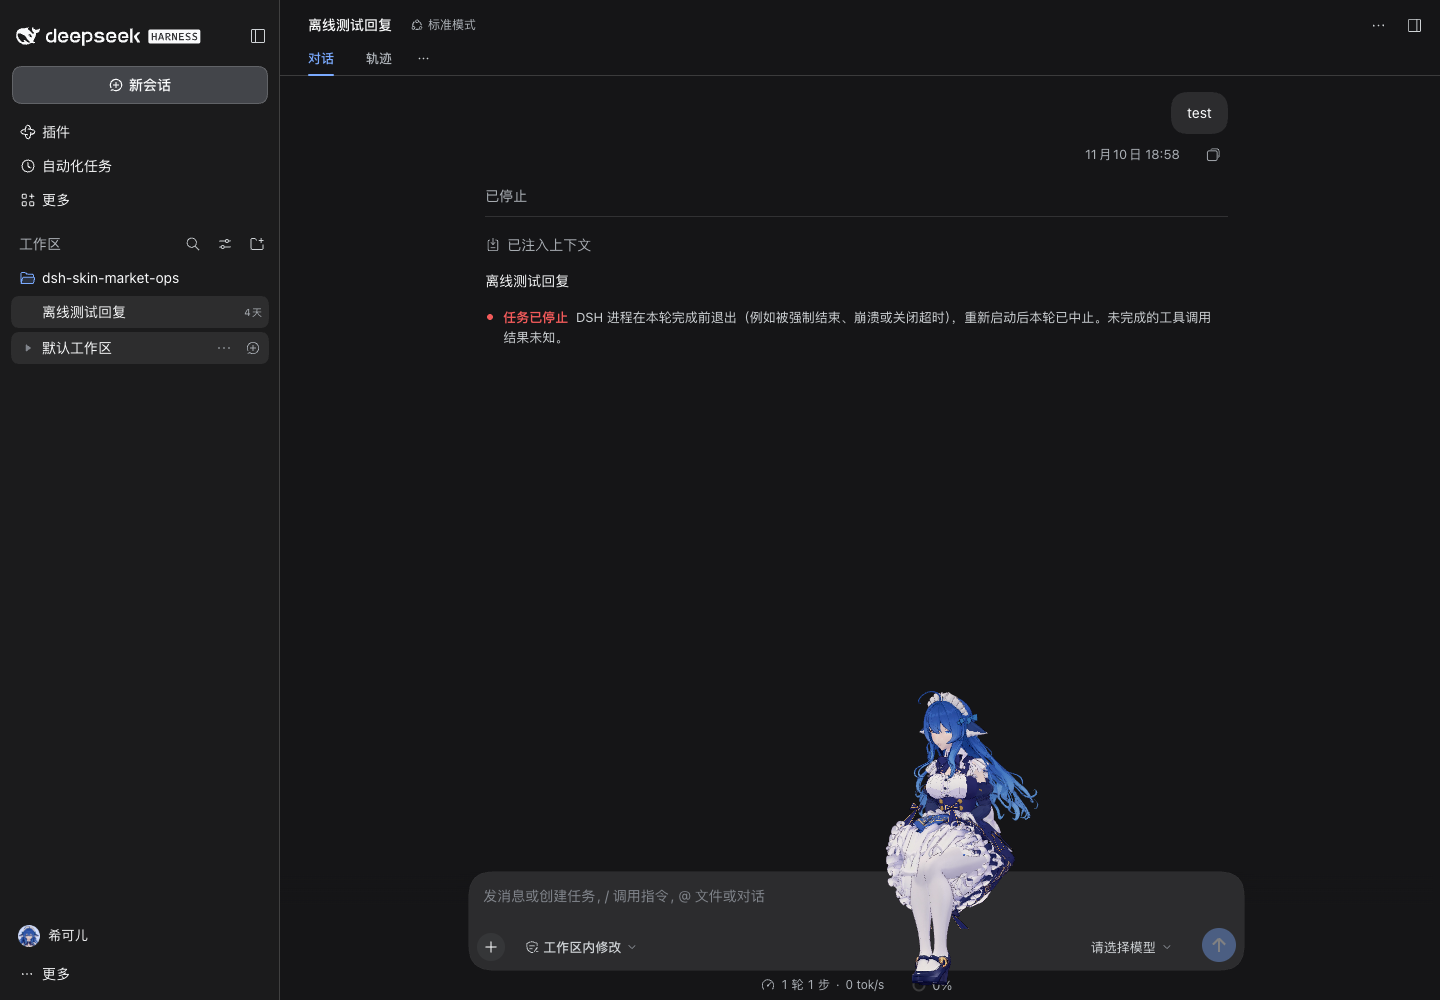 deepseek HARNESS
新会话
插件
自动化任务
更多
工作区
dsh-skin-market-ops
离线测试回复
4 天
默认工作区
希可儿
更多
离线测试回复
标准模式
对话
轨迹
test
11月10日 18:58
已停止
已注入上下文
离线测试回复
任务已停止 DSH 进程在本轮完成前退出（例如被强制结束、崩溃或关闭超时），重新启动后本轮已中止。未完成的工具调用
结果未知。
发消息或创建任务, / 调用指令, @ 文件或对话
工作区内修改
请选择模型
1 轮 1 步 · 0 tok/s
0%